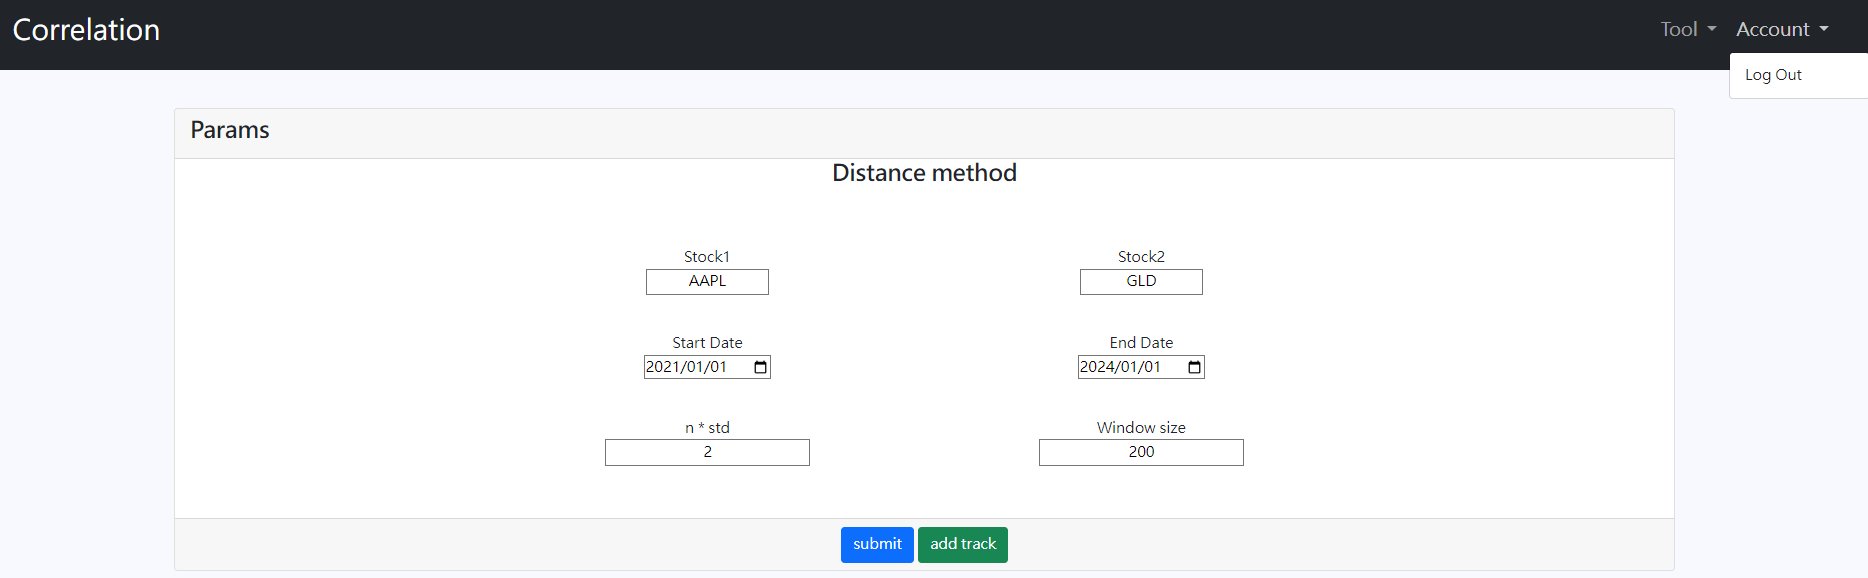 Correlation
Tool
Account
Log Out
Params
Distance method
Stock1
Stock2
AAPL
GLD
Start Date
End Date
2021/01/01
2024/01/01
n * std
Window size
2
200
submit
add track